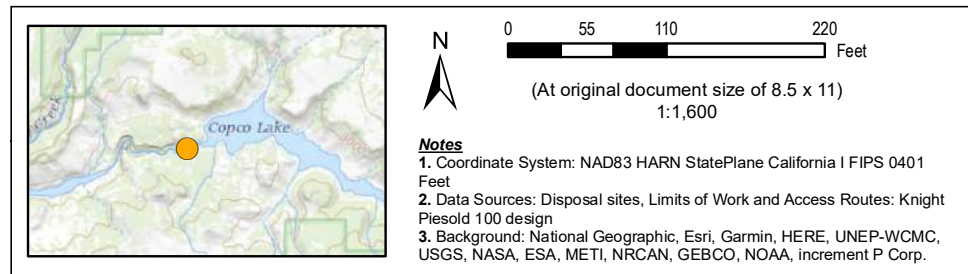 Creek
Copco Lake
N
0 55 110 220
Feet
(At original document size of 8.5 x 11)
1:1,600
Notes
1. Coordinate System: NAD83 HARN StatePlane California I FIPS 0401
Feet
2. Data Sources: Disposal sites, Limits of Work and Access Routes: Knight
Piesold 100 design
3. Background: National Geographic, Esri, Garmin, HERE, UNEP-WCMC,
USGS, NASA, ESA, METI, NRCAN, GEBCO, NOAA, increment P Corp.